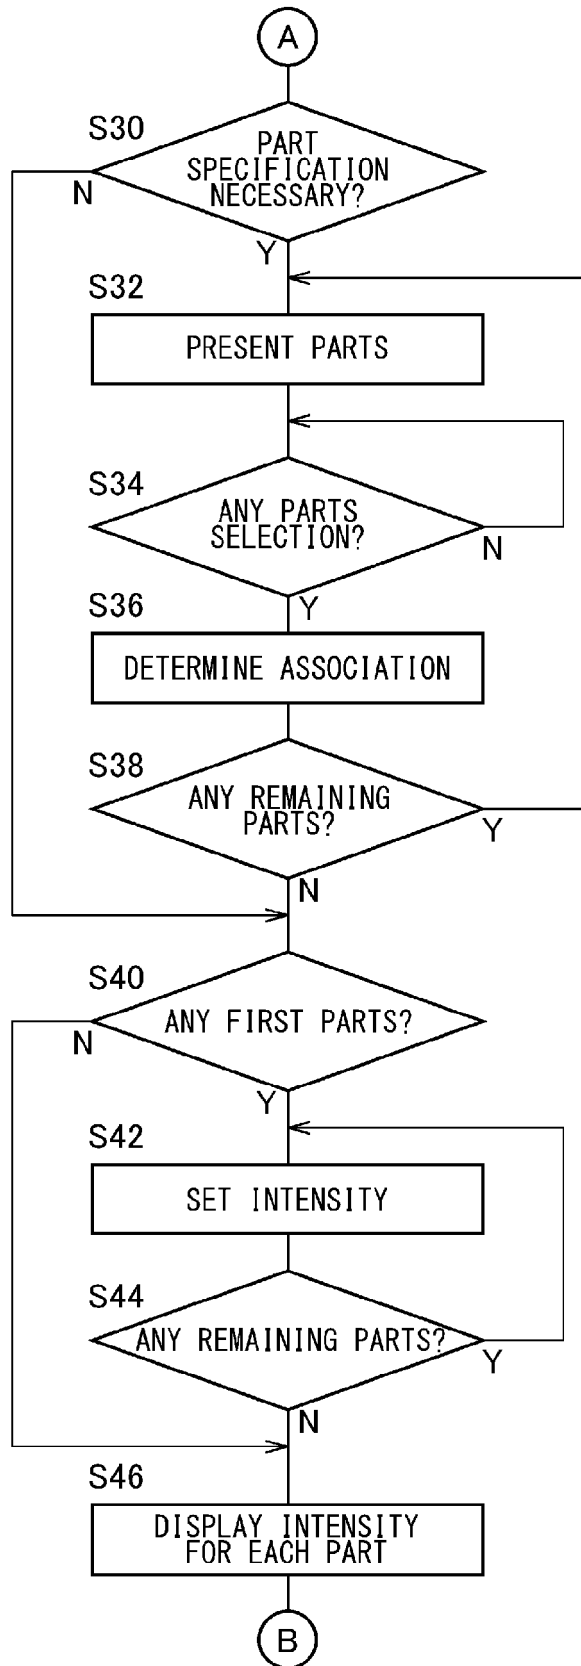 A
S30
PART
SPECIFICATION
NECESSARY?
N
Y
S32
PRESENT PARTS
S34
ANY PARTS
SELECTION?
N
Y
S36
DETERMINE ASSOCIATION
S38
ANY REMAINING
PARTS?
Y
N
S40
ANY FIRST PARTS?
N
Y
S42
SET INTENSITY
S44
ANY REMAINING PARTS?
Y
N
S46
DISPLAY INTENSITY
FOR EACH PART
B